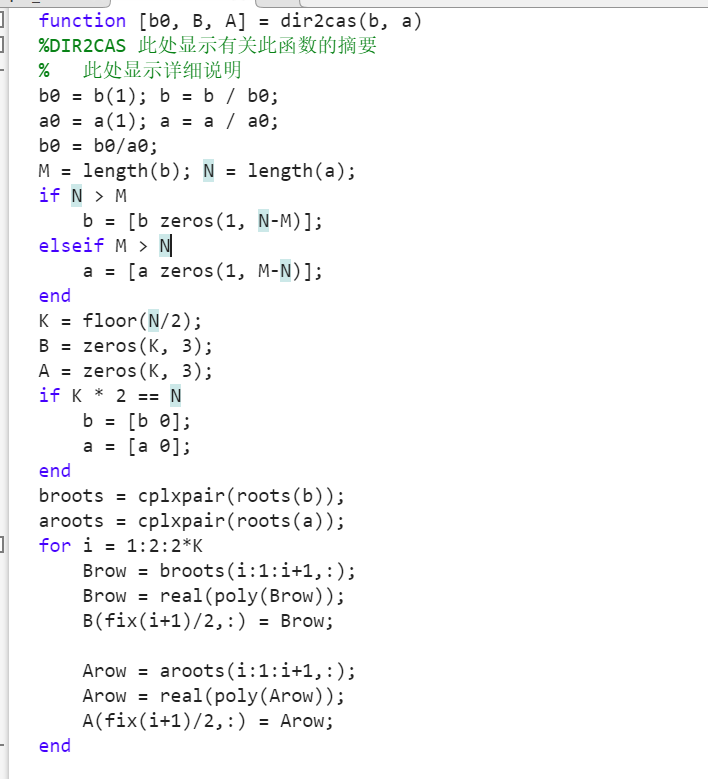 function [b0, B, A] = dir2cas(b, a)
%DIR2CAS 此处显示有关此函数的摘要
%   此处显示详细说明
b0 = b(1); b = b / b0;
a0 = a(1); a = a / a0;
b0 = b0/a0;
M = length(b); N = length(a);
if N > M
    b = [b zeros(1, N-M)];
elseif M > N
    a = [a zeros(1, M-N)];
end
K = floor(N/2);
B = zeros(K, 3);
A = zeros(K, 3);
if K * 2 == N
    b = [b 0];
    a = [a 0];
end
broots = cplxpair(roots(b));
aroots = cplxpair(roots(a));
for i = 1:2:2*K
    Brow = broots(i:1:i+1,:);
    Brow = real(poly(Brow));
    B(fix(i+1)/2,:) = Brow;

    Arow = aroots(i:1:i+1,:);
    Arow = real(poly(Arow));
    A(fix(i+1)/2,:) = Arow;
end